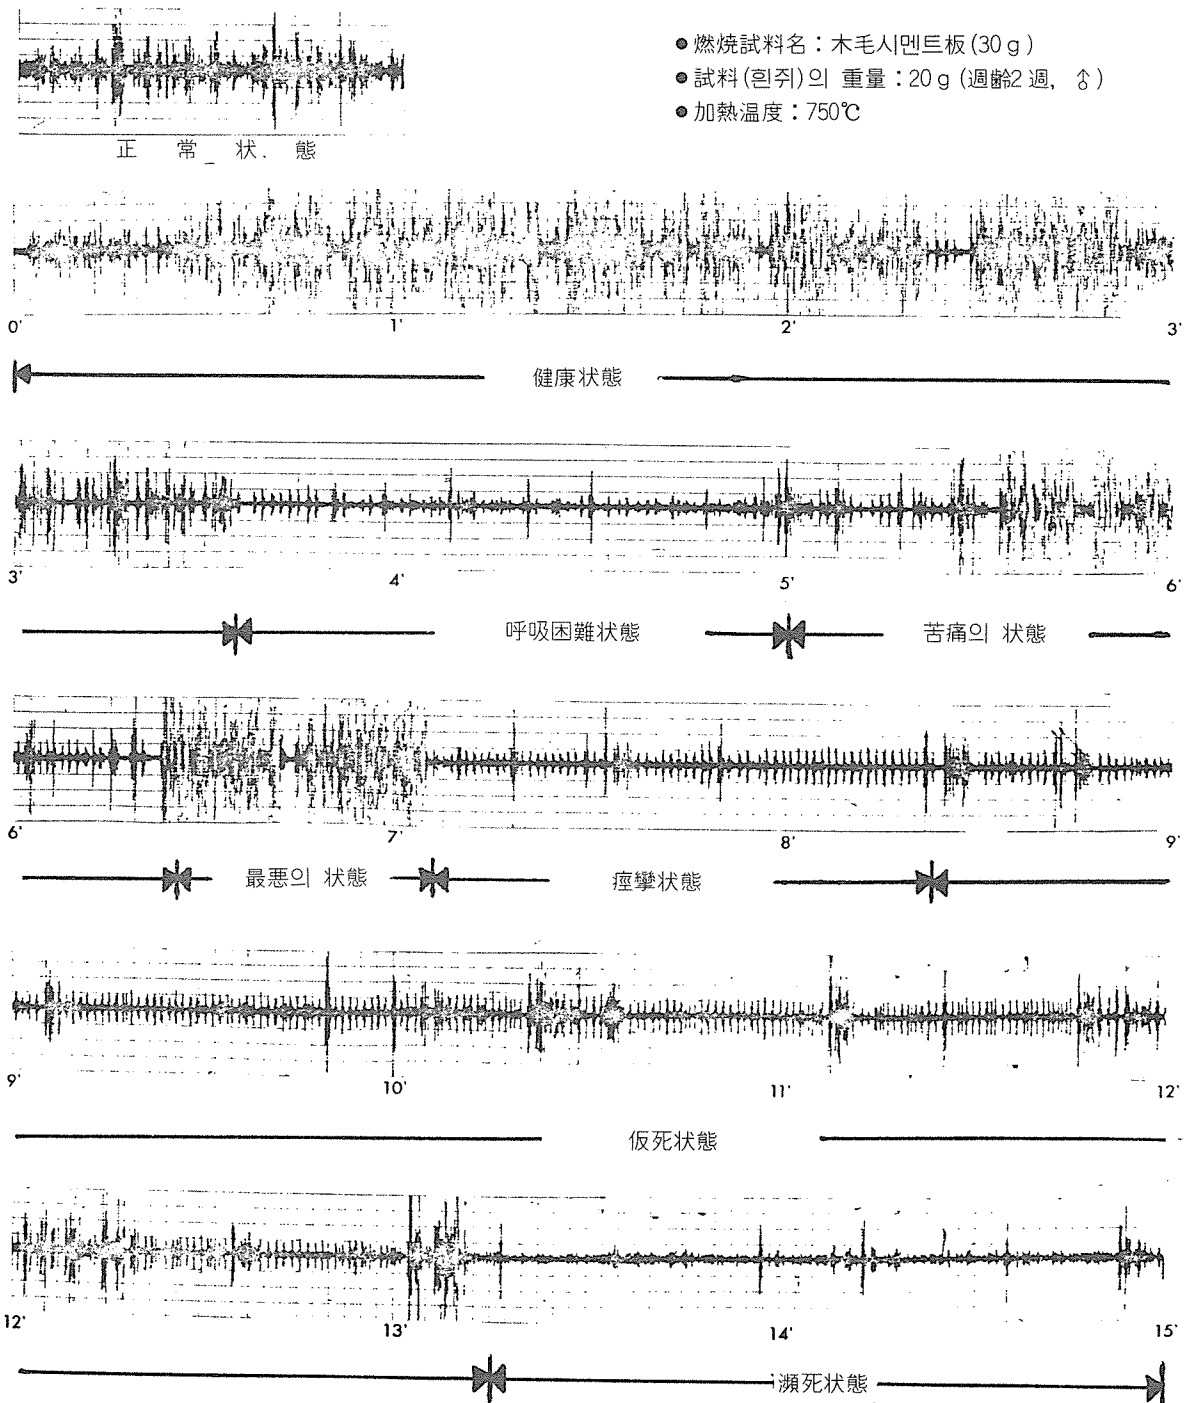 ● 燃焼試料名：木毛시멘트板(30g)
● 試料(흰쥐)의 重量：20g (週齢2週, ♂)
● 加熱温度：750℃
正常状態
0' 1' 2' 3'
健康状態
3' 4' 5' 6'
呼吸困難状態 苦痛의 状態
6' 7' 8' 9'
最悪의 状態 痙攣状態
9' 10' 11' 12'
仮死状態
12' 13' 14' 15'
瀕死状態